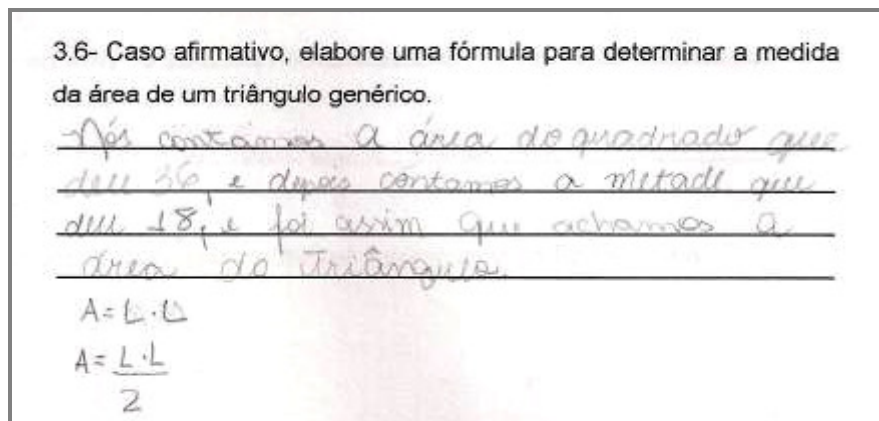 3.6- Caso afirmativo, elabore uma fórmula para determinar a medida
da área de um triângulo genérico.
Nós contamos a área do quadrado que
deu 36, e depois contamos a metade que
deu 18, e foi assim que achamos a
área do Triângulo.
A = L . L
A = L . L
2